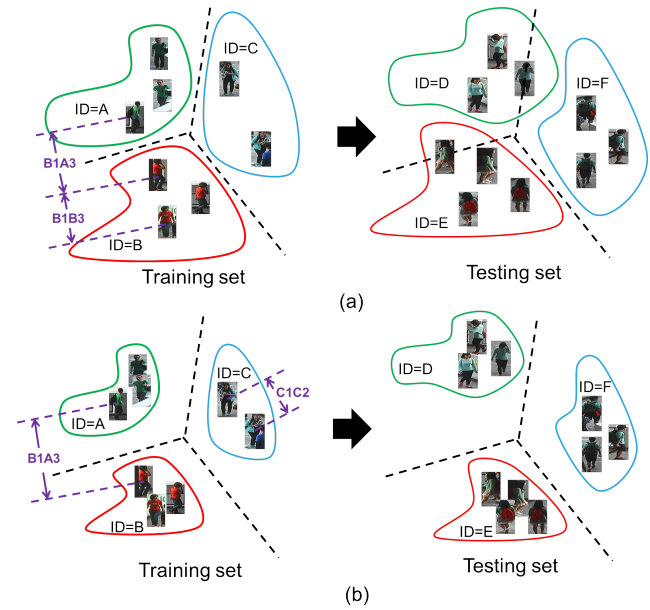 ID=A
ID=C
B1A3
B1B3
ID=B
Training set
ID=D
ID=F
ID=E
Testing set
(a)
ID=A
ID=C
C1C2
B1A3
ID=B
Training set
ID=D
ID=F
ID=E
Testing set
(b)